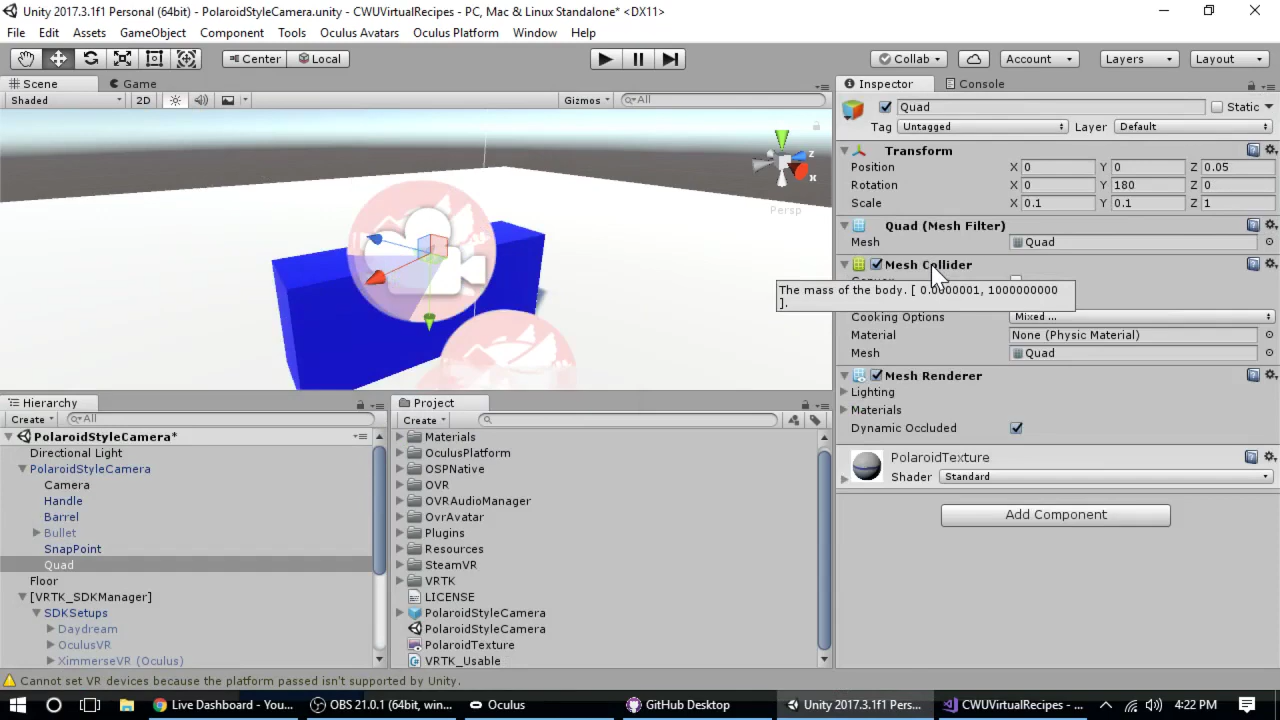 Unity 2017.3.1f1 Personal (64bit) - PolaroidStyleCamera.unity - CWUVirtualRecipes - PC, Mac & Linux Standalone* <DX11>
File Edit Assets GameObject Component Tools Oculus Avatars Oculus Platform Window Help
Center Local Collab Account Layers Layout
Scene Game Inspector Console
Shaded 2D Gizmos All
Quad Static
Tag Untagged Layer Default
Transform
Position X 0 Y 0 Z 0.05
Rotation X 0 Y 180 Z 0
Scale X 0.1 Y 0.1 Z 1
Quad (Mesh Filter)
Mesh Quad
Mesh Collider
The mass of the body. [ 0.0000001, 1000000000
].
Cooking Options Mixed ...
Material None (Physic Material)
Mesh Quad
Mesh Renderer
Lighting
Materials
Dynamic Occluded
PolaroidTexture
Shader Standard
Add Component
z
x
Persp
Hierarchy
Create All
PolaroidStyleCamera*
Directional Light
PolaroidStyleCamera
Camera
Handle
Barrel
Bullet
SnapPoint
Quad
Floor
[VRTK_SDKManager]
SDKSetups
Daydream
OculusVR
XimmerseVR (Oculus)
Project
Create
Materials
OculusPlatform
OSPNative
OVR
OVRAudioManager
OvrAvatar
Plugins
Resources
SteamVR
VRTK
LICENSE
PolaroidStyleCamera
PolaroidStyleCamera
PolaroidTexture
VRTK_Usable
Cannot set VR devices because the platform passed isn't supported by Unity.
Live Dashboard - You... OBS 21.0.1 (64bit, win... Oculus GitHub Desktop Unity 2017.3.1f1 Pers... CWUVirtualRecipes - ... 4:22 PM